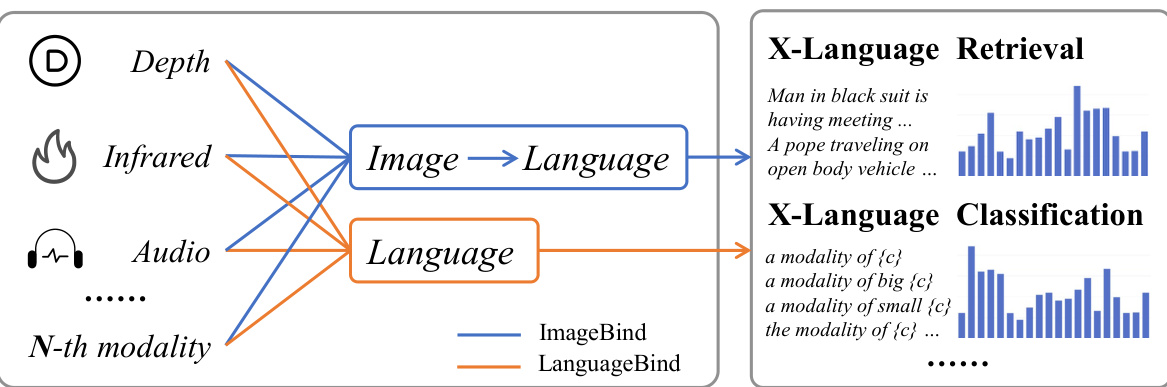 D
Depth
Infrared
Audio
......
N-th modality
Image → Language
Language
ImageBind
LanguageBind
X-Language Retrieval
Man in black suit is
having meeting ...
A pope traveling on
open body vehicle ...
X-Language Classification
a modality of {c}
a modality of big {c}
a modality of small {c}
the modality of {c} ...
......